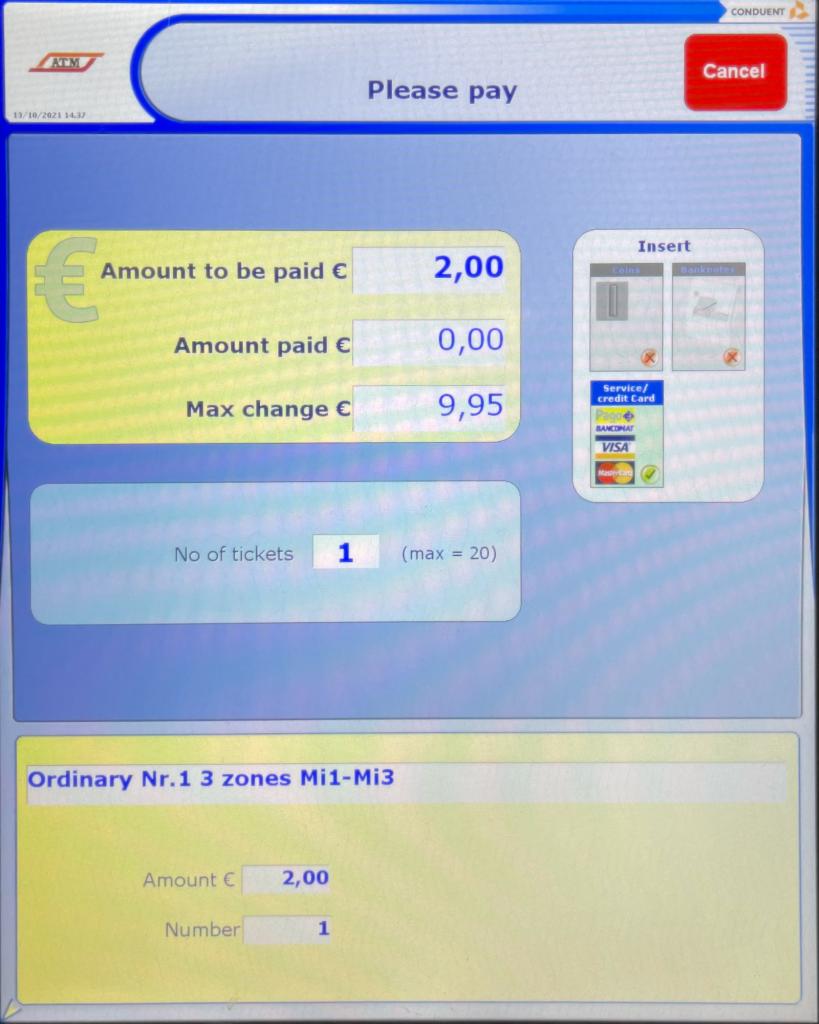 CONDUENT
ATM
Please pay
Cancel
13/10/2021 14.37
Amount to be paid € 2,00
Amount paid € 0,00
Max change € 9,95
Insert
Coins
Banknotes
Service/
credit Card
Pago
BANCOMAT
VISA
MasterCard
No of tickets 1 (max = 20)
Ordinary Nr.1 3 zones Mi1-Mi3
Amount € 2,00
Number 1